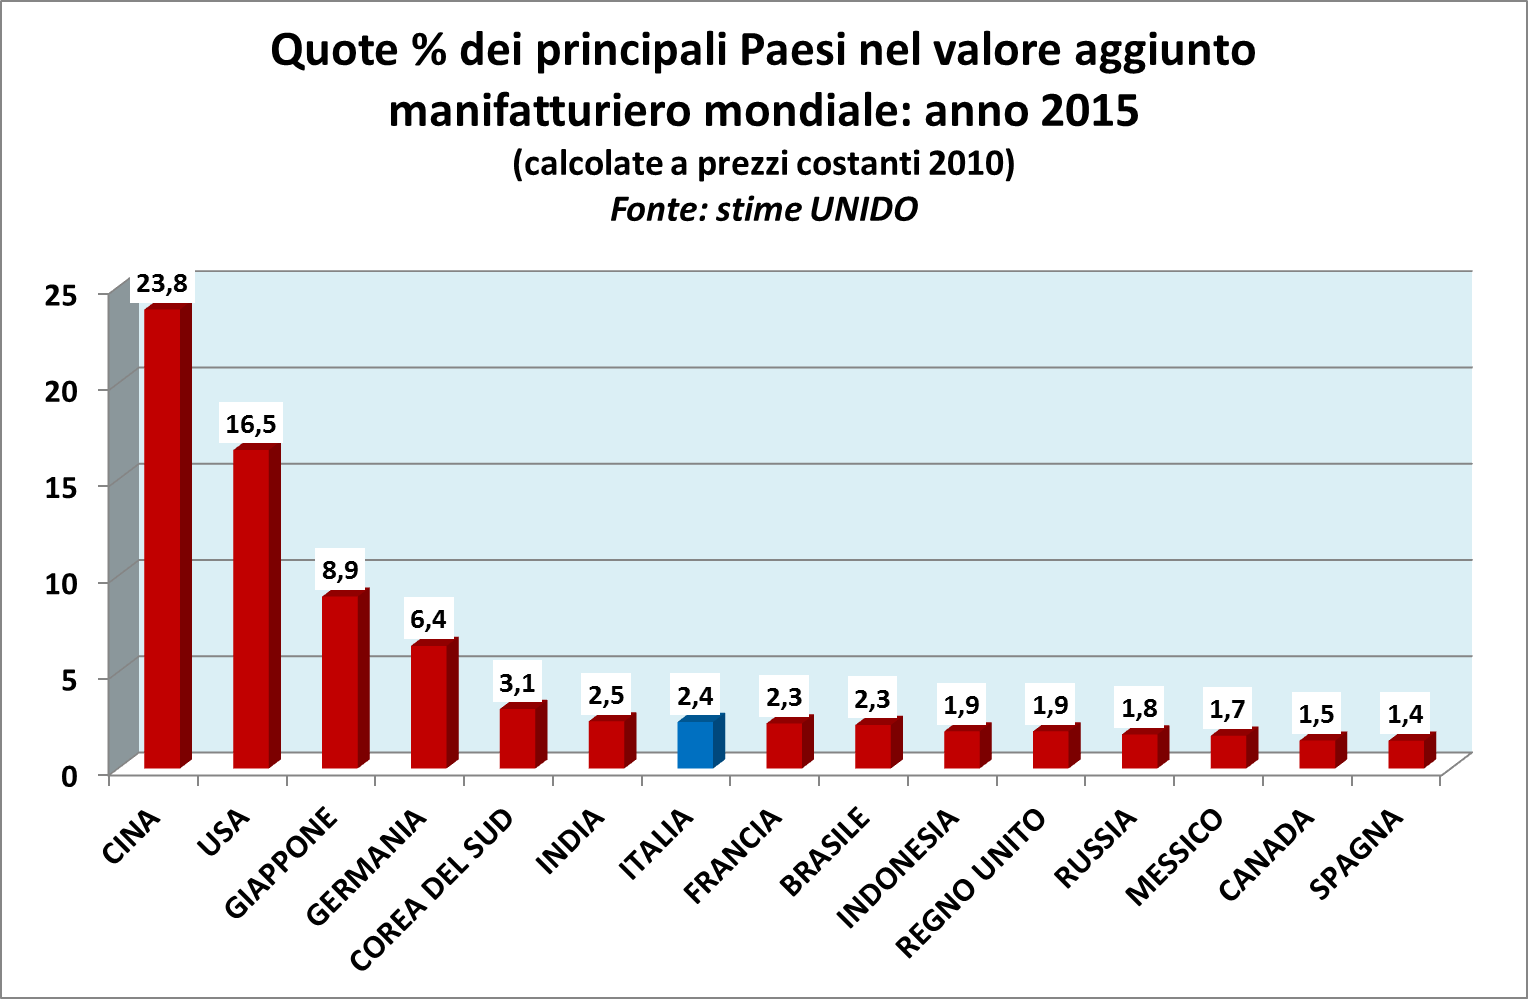 Quote % dei principali Paesi nel valore aggiunto
manifatturiero mondiale: anno 2015
(calcolate a prezzi costanti 2010)
Fonte: stime UNIDO
25
20
15
10
5
0
23,8
16,5
8,9
6,4
3,1
2,5
2,4
2,3
2,3
1,9
1,9
1,8
1,7
1,5
1,4
CINA
USA
GIAPPONE
GERMANIA
COREA DEL SUD
INDIA
ITALIA
FRANCIA
BRASILE
INDONESIA
REGNO UNITO
RUSSIA
MESSICO
CANADA
SPAGNA